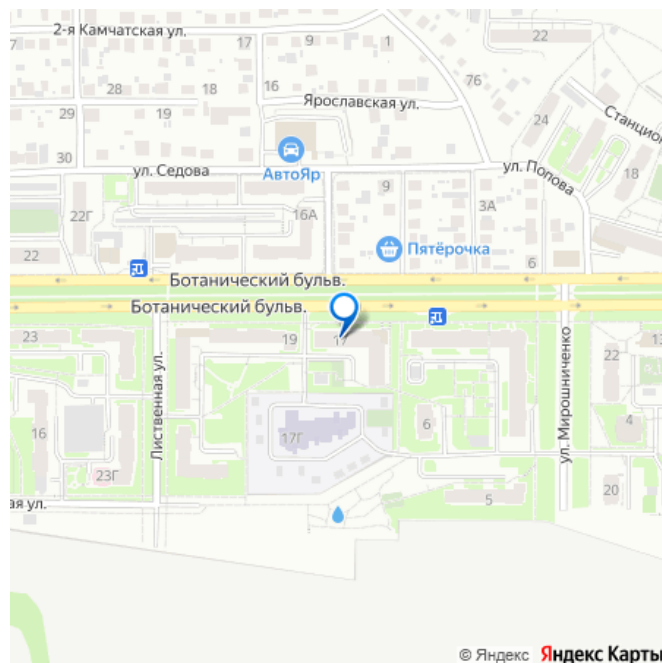 2-я Камчатская ул.
17
9
1
22
76
29
28
19
16
Ярославская ул.
24
Станцион
30
АвтоЯр
ул. Седова
ул. Попова
18
9
3А
22Г
16А
22
Пятёрочка
6
Ботанический бульв.
Ботанический бульв.
23
19
17
Лиственная ул.
ул. Мирошниченко
22
13
16
17Г
6
4
23Г
5
20
ая ул.
© Яндекс Яндекс Карты